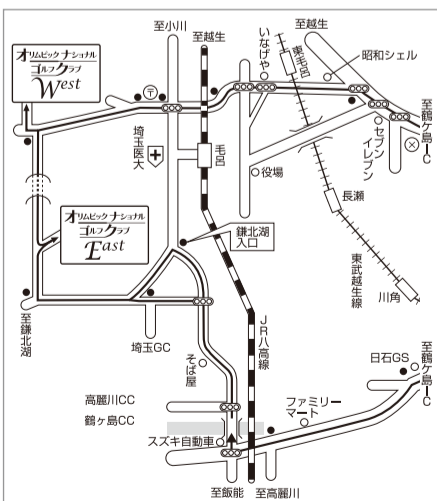 至小川
至越生
至越生
いなげや
東毛呂
昭和シェル
オリムピックナショナル
ゴルフクラブ
West
〒
至鶴ヶ島IC
埼玉医大
毛呂
役場
セブンイレブン
長瀬
オリムピックナショナル
ゴルフクラブ
East
鎌北湖
入口
東武越生線
川角
至鎌北湖
埼玉GC
そば屋
JR八高線
日石GS
至鶴ヶ島IC
高麗川CC
鶴ヶ島CC
ファミリー
マート
スズキ自動車
至飯能
至高麗川